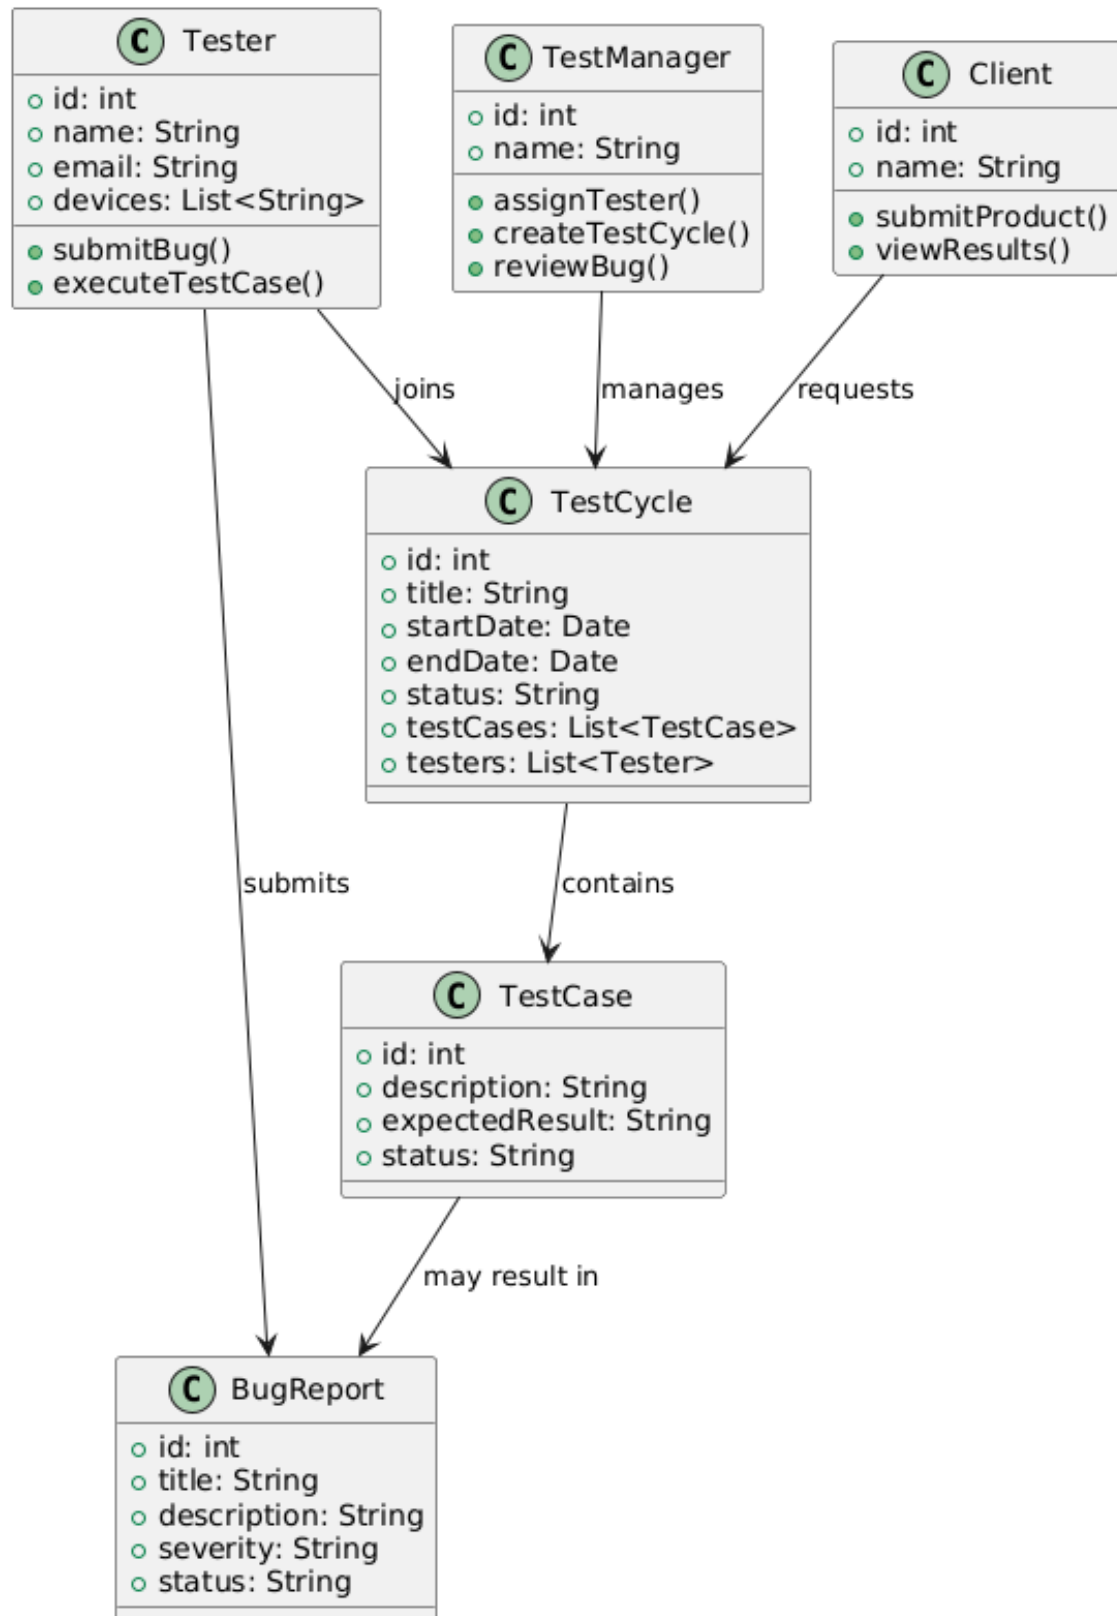 C Tester
id: int
name: String
email: String
devices: List<String>
submitBug()
executeTestCase()
C TestManager
id: int
name: String
assignTester()
createTestCycle()
reviewBug()
C Client
id: int
name: String
submitProduct()
viewResults()
joins
manages
requests
C TestCycle
id: int
title: String
startDate: Date
endDate: Date
status: String
testCases: List<TestCase>
testers: List<Tester>
submits
contains
C TestCase
id: int
description: String
expectedResult: String
status: String
may result in
C BugReport
id: int
title: String
description: String
severity: String
status: String